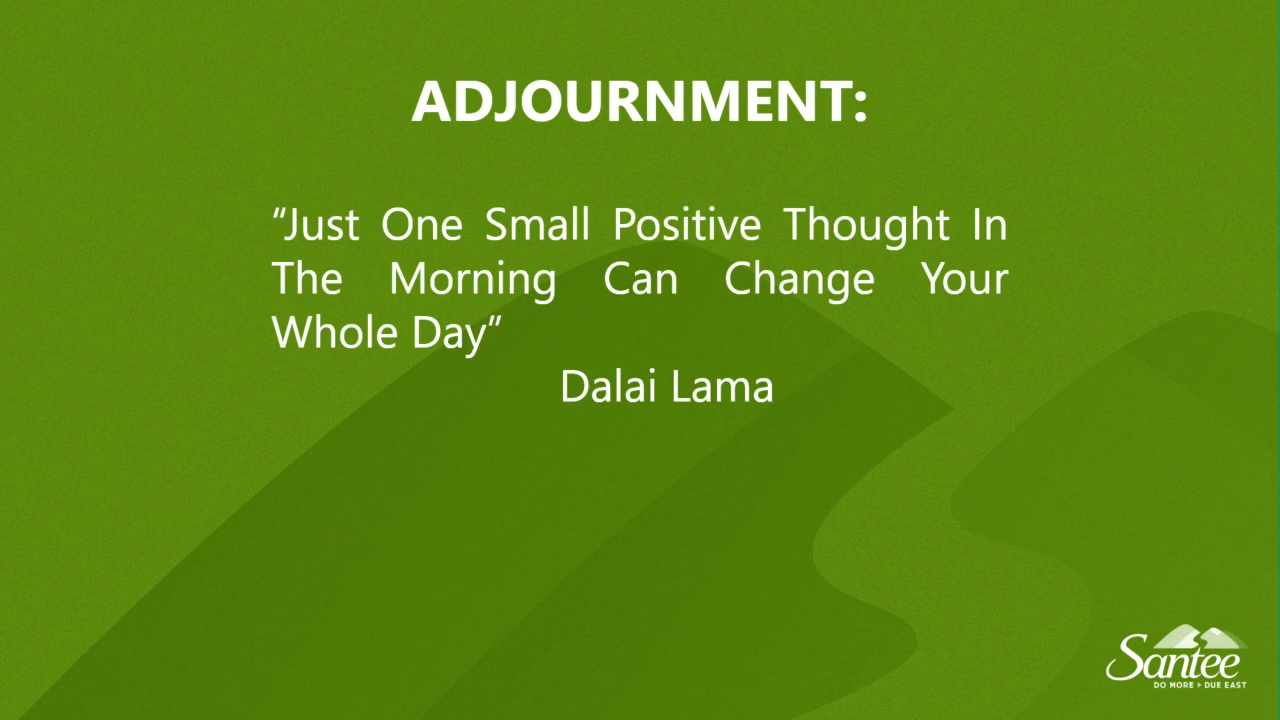 ADJOURNMENT:
“Just One Small Positive Thought In
The Morning Can Change Your
Whole Day”
Dalai Lama
Santee
DO MORE ▸ DUE EAST